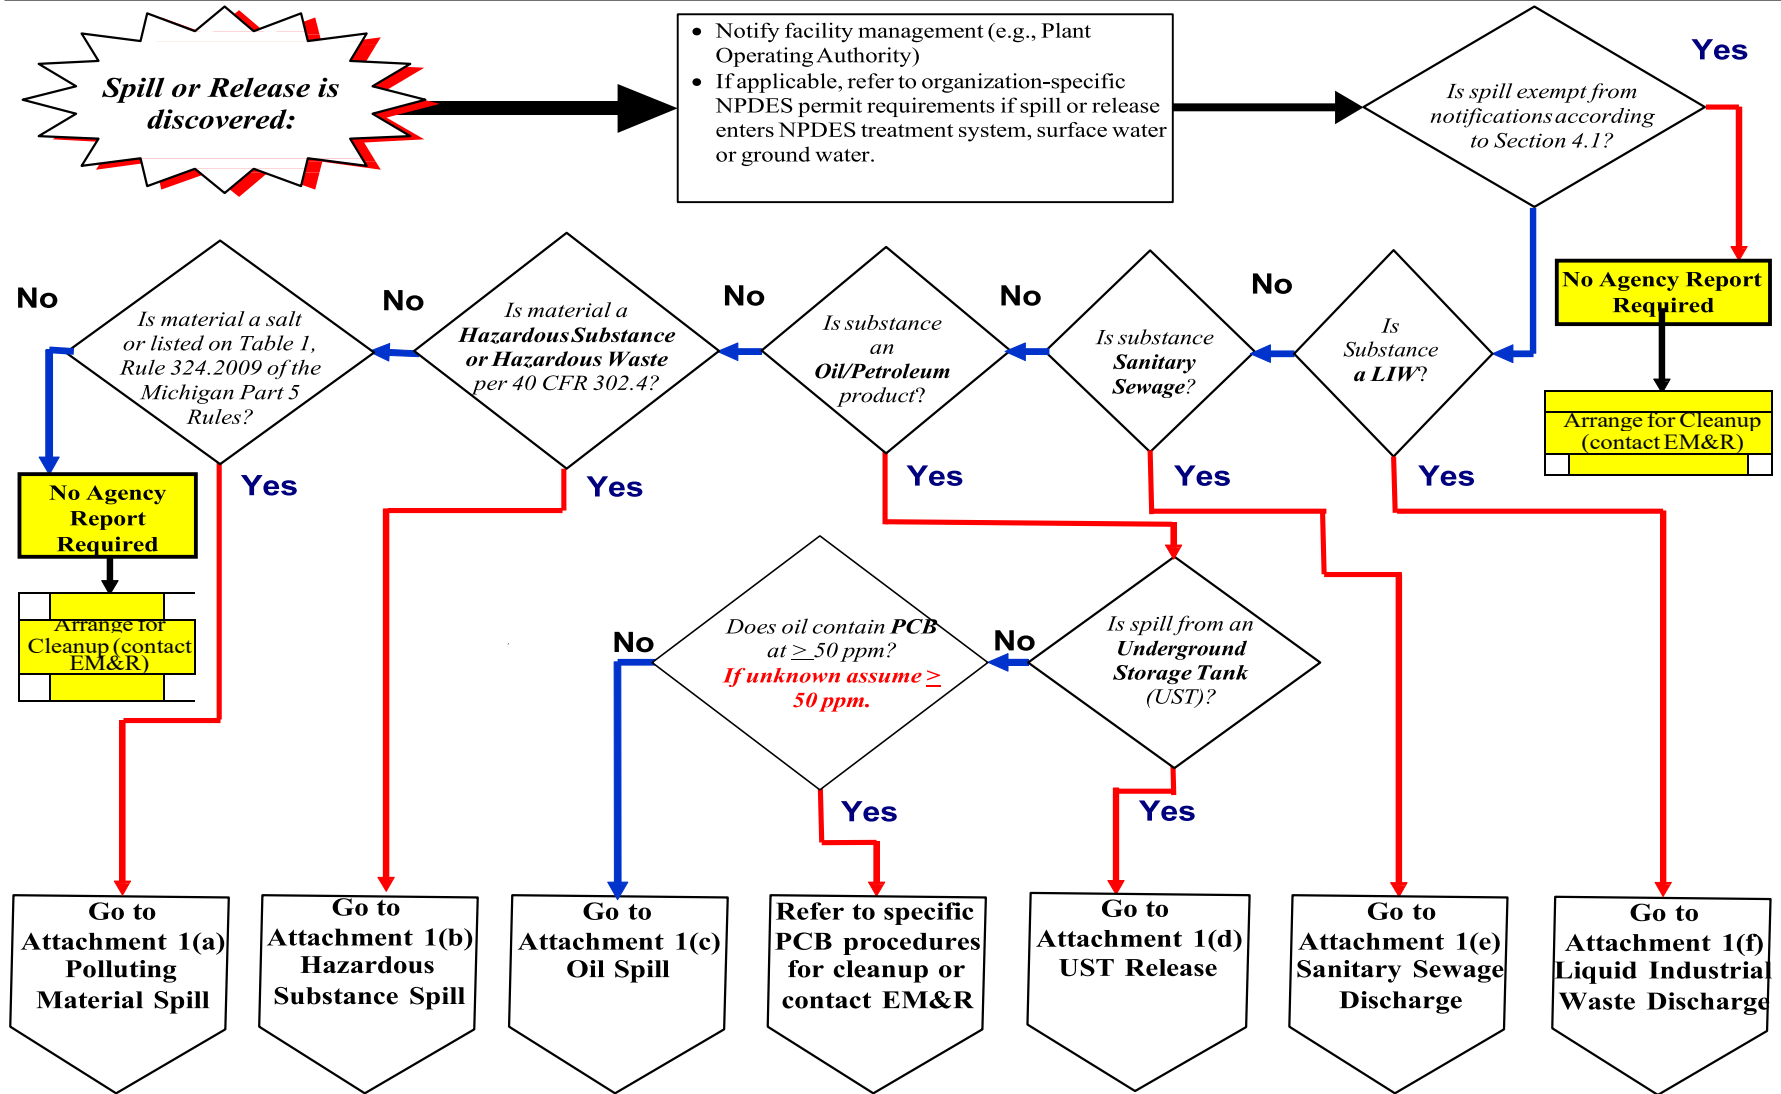 Spill or Release is
discovered:
• Notify facility management (e.g., Plant
Operating Authority)
• If applicable, refer to organization-specific
NPDES permit requirements if spill or release
enters NPDES treatment system, surface water
or ground water.
Is spill exempt from
notifications according
to Section 4.1?
Yes
No Agency Report
Required
Arrange for Cleanup
(contact EM&R)
No
Is
Substance
a LIW?
Yes
No
Is substance
Sanitary
Sewage?
Yes
No
Is substance
an
Oil/Petroleum
product?
Yes
No
Is material a
Hazardous Substance
or Hazardous Waste
per 40 CFR 302.4?
Yes
No
Is material a salt
or listed on Table 1,
Rule 324.2009 of the
Michigan Part 5
Rules?
Yes
No Agency
Report
Required
Arrange for
Cleanup (contact
EM&R)
Is spill from an
Underground
Storage Tank
(UST)?
No
Yes
Does oil contain PCB
at ≥ 50 ppm?
If unknown assume ≥
50 ppm.
No
Yes
Go to
Attachment 1(a)
Polluting
Material Spill
Go to
Attachment 1(b)
Hazardous
Substance Spill
Go to
Attachment 1(c)
Oil Spill
Refer to specific
PCB procedures
for cleanup or
contact EM&R
Go to
Attachment 1(d)
UST Release
Go to
Attachment 1(e)
Sanitary Sewage
Discharge
Go to
Attachment 1(f)
Liquid Industrial
Waste Discharge